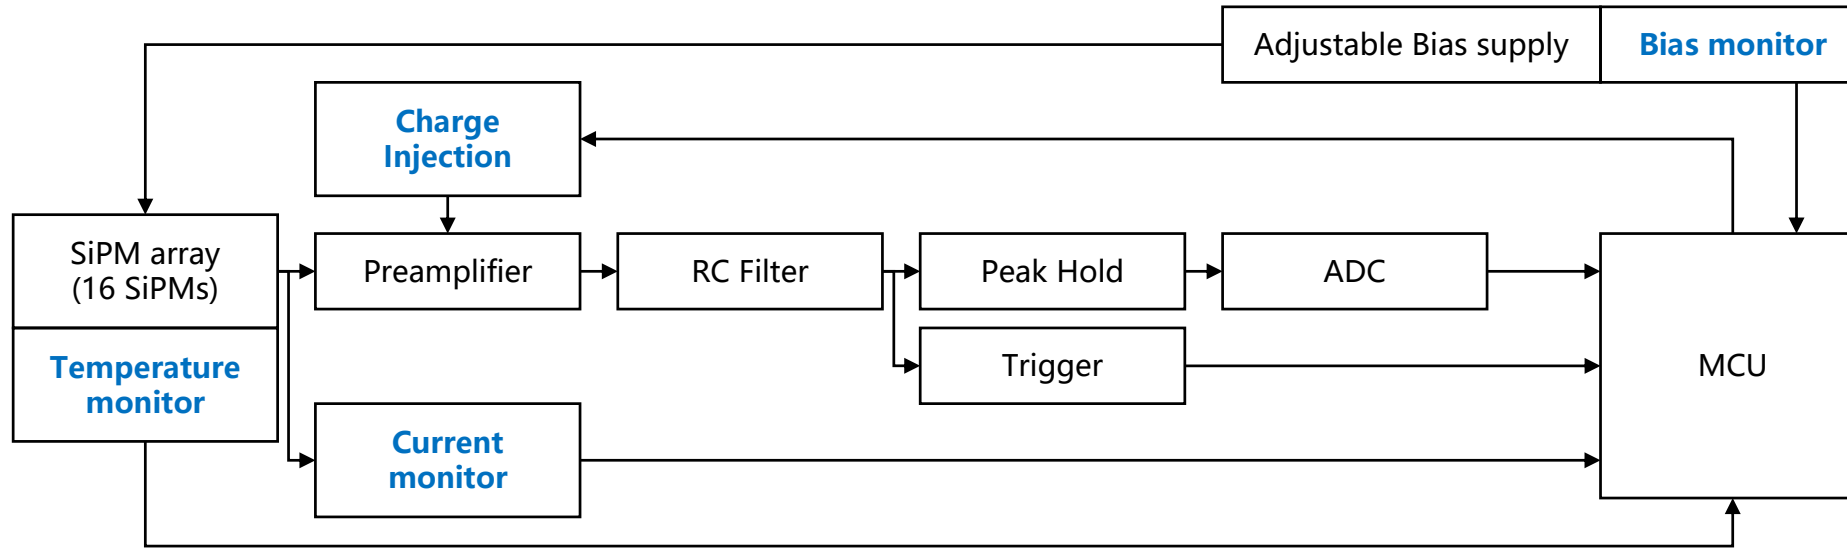 Adjustable Bias supply
Bias monitor
Charge
Injection
SiPM array
(16 SiPMs)
Preamplifier
RC Filter
Peak Hold
ADC
Temperature
monitor
Trigger
MCU
Current
monitor